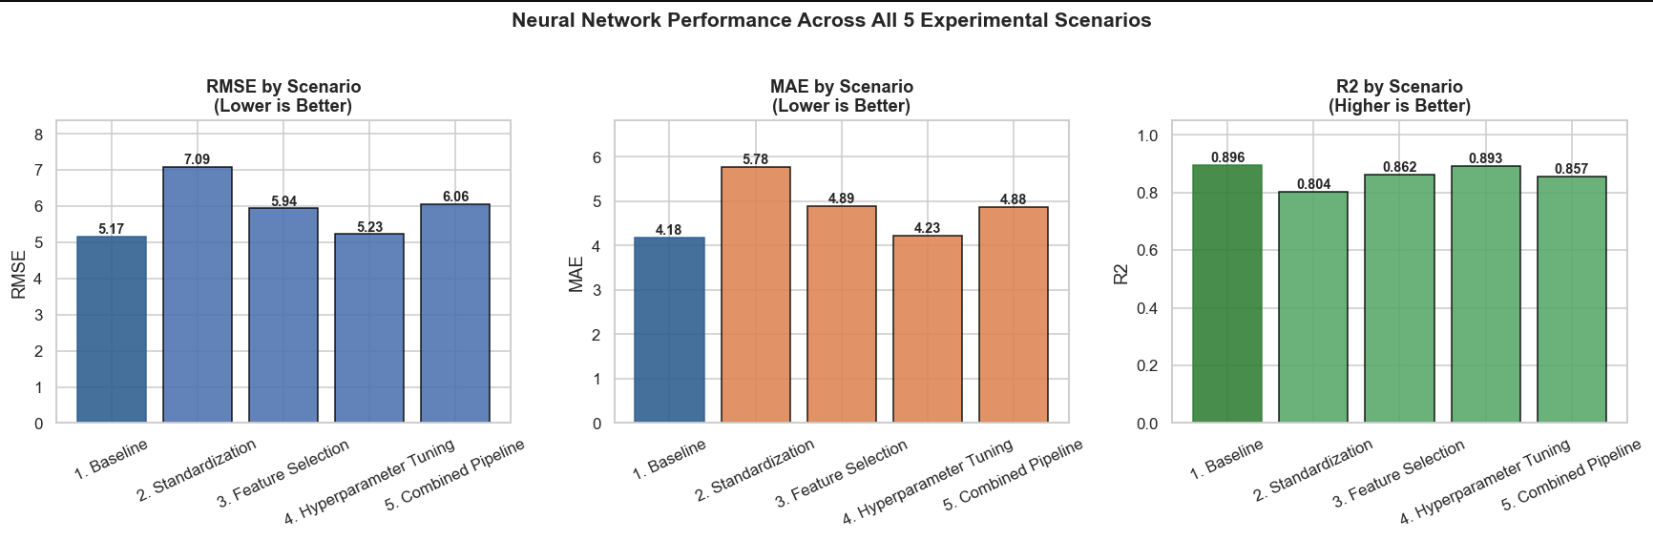 Neural Network Performance Across All 5 Experimental Scenarios
RMSE by Scenario
(Lower is Better)
RMSE
8
7
6
5
4
3
2
1
0
5.17
7.09
5.94
5.23
6.06
1. Baseline
2. Standardization
3. Feature Selection
4. Hyperparameter Tuning
5. Combined Pipeline
MAE by Scenario
(Lower is Better)
MAE
6
5
4
3
2
1
0
4.18
5.78
4.89
4.23
4.88
1. Baseline
2. Standardization
3. Feature Selection
4. Hyperparameter Tuning
5. Combined Pipeline
R2 by Scenario
(Higher is Better)
R2
1.0
0.8
0.6
0.4
0.2
0.0
0.896
0.804
0.862
0.893
0.857
1. Baseline
2. Standardization
3. Feature Selection
4. Hyperparameter Tuning
5. Combined Pipeline